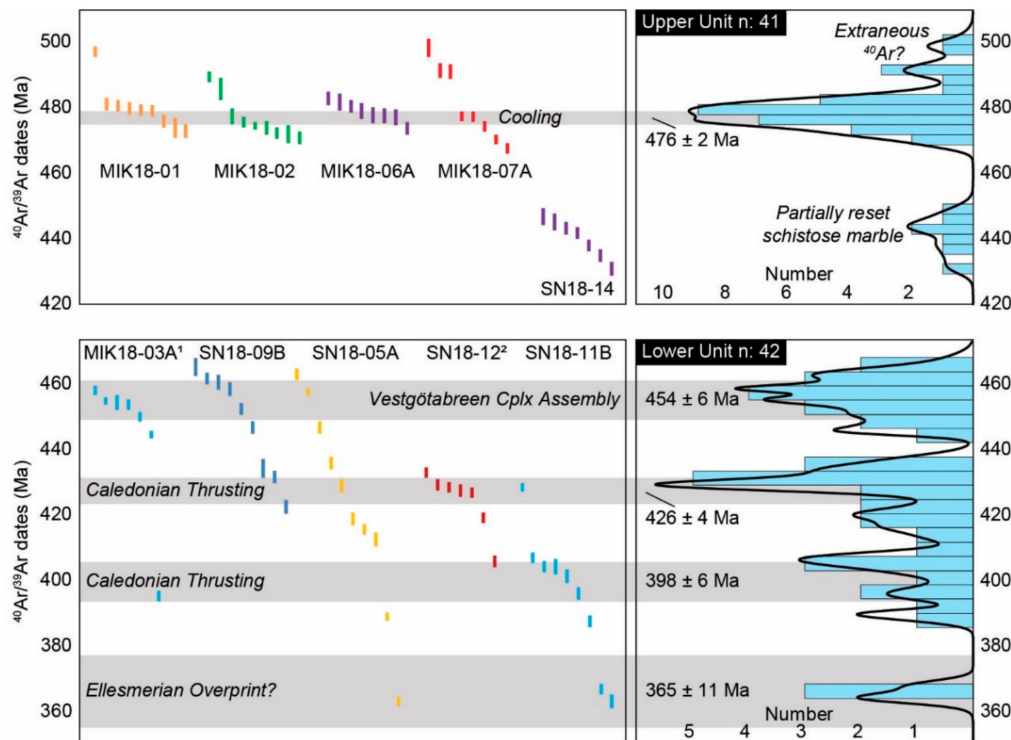 ⁴⁰Ar/³⁹Ar dates (Ma)
500
480
460
440
420
MIK18-01
MIK18-02
MIK18-06A
MIK18-07A
SN18-14
Cooling
Upper Unit n: 41
Extraneous
⁴⁰Ar?
476 ± 2 Ma
Partially reset
schistose marble
Number
10 8 6 4 2
500
480
460
440
420
⁴⁰Ar/³⁹Ar dates (Ma)
460
440
420
400
380
360
MIK18-03A¹
SN18-09B
SN18-05A
SN18-12²
SN18-11B
Vestgötabreen Cplx Assembly
Caledonian Thrusting
Caledonian Thrusting
Ellesmerian Overprint?
Lower Unit n: 42
454 ± 6 Ma
426 ± 4 Ma
398 ± 6 Ma
365 ± 11 Ma
Number
5 4 3 2 1
460
440
420
400
380
360